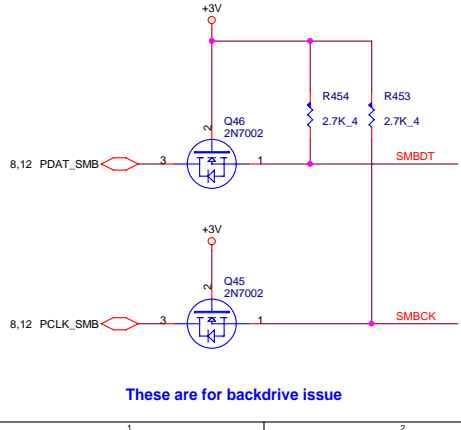 +3V
R454
R453
2.7K_4
2.7K_4
Q46
2N7002
2
8,12 PDAT_SMB
3
1
SMBDT
+3V
Q45
2N7002
2
8,12 PCLK_SMB
3
1
SMBCK
These are for backdrive issue
1
2